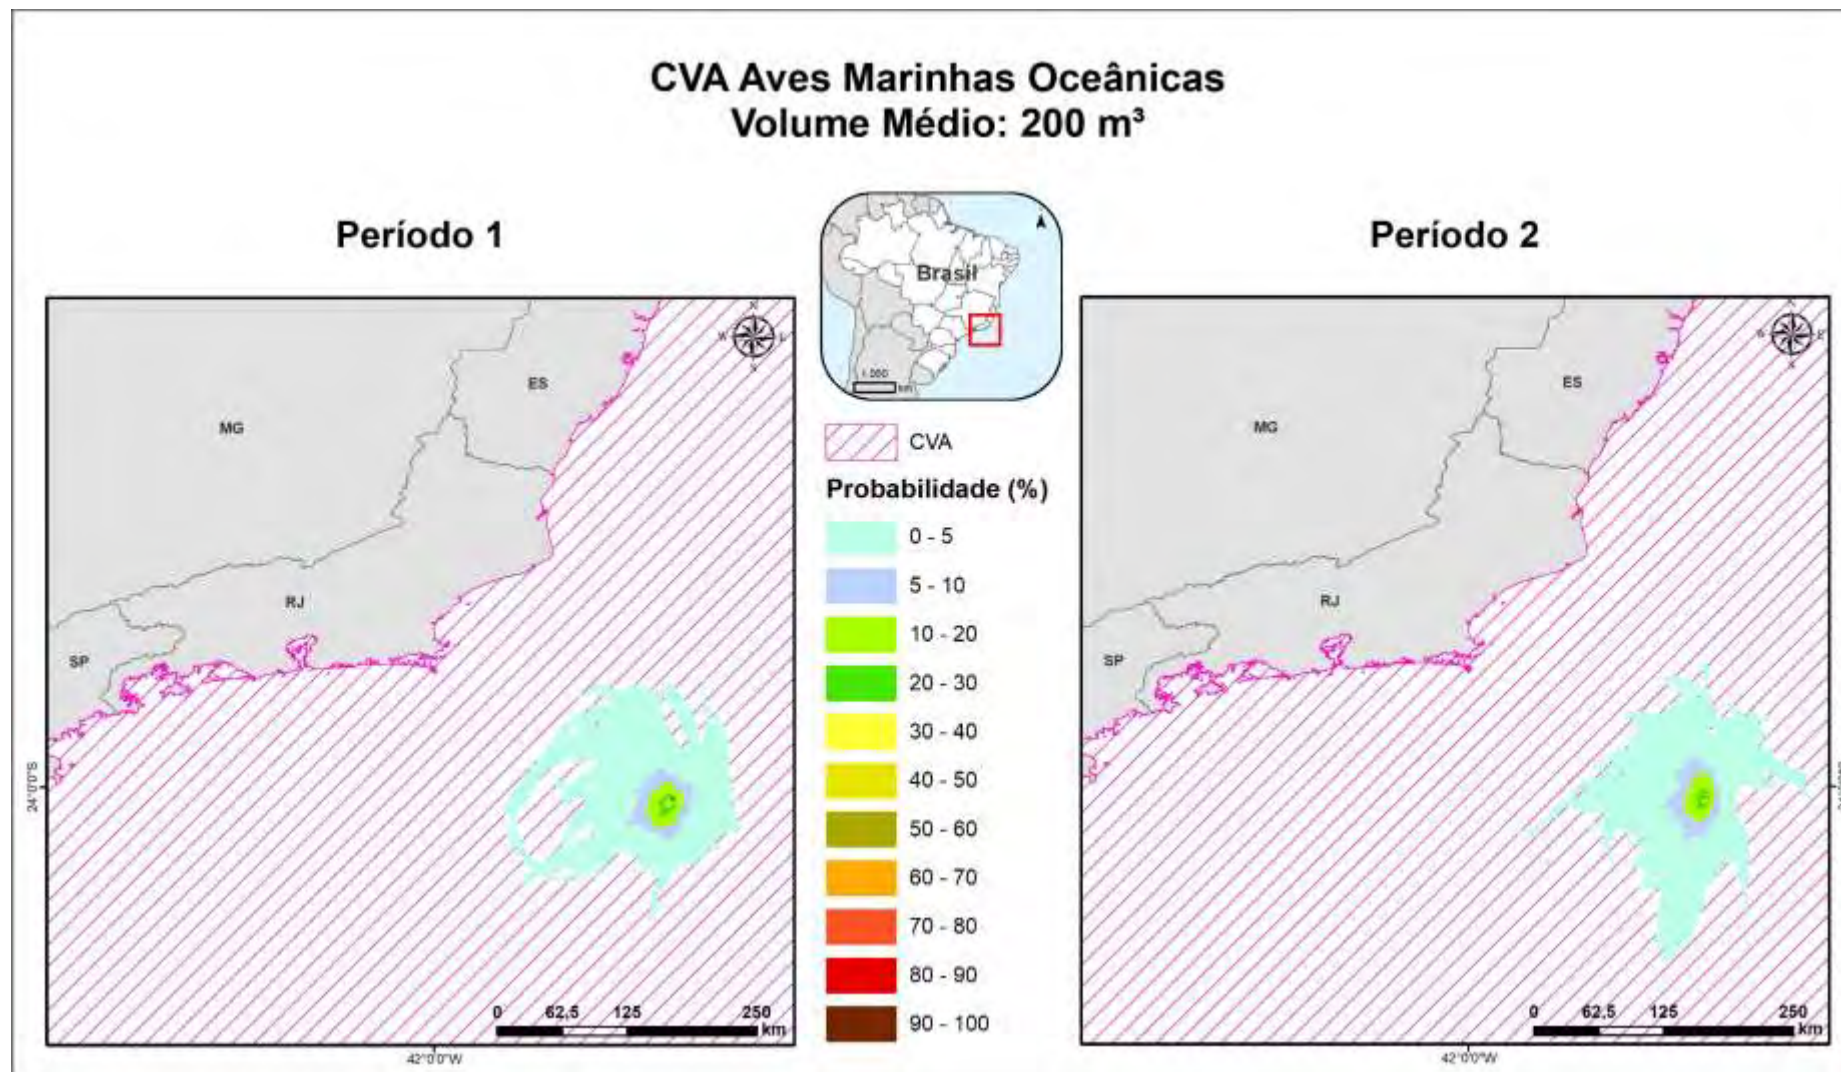 CVA Aves Marinhas Oceânicas
Volume Médio: 200 m³
Período 1
Período 2
Brasil
1.000
km
MG
ES
RJ
SP
24°0'0"S
42°0'0"W
0 62,5 125 250
km
CVA
Probabilidade (%)
0 - 5
5 - 10
10 - 20
20 - 30
30 - 40
40 - 50
50 - 60
60 - 70
70 - 80
80 - 90
90 - 100
MG
ES
RJ
SP
42°0'0"W
0 62,5 125 250
km